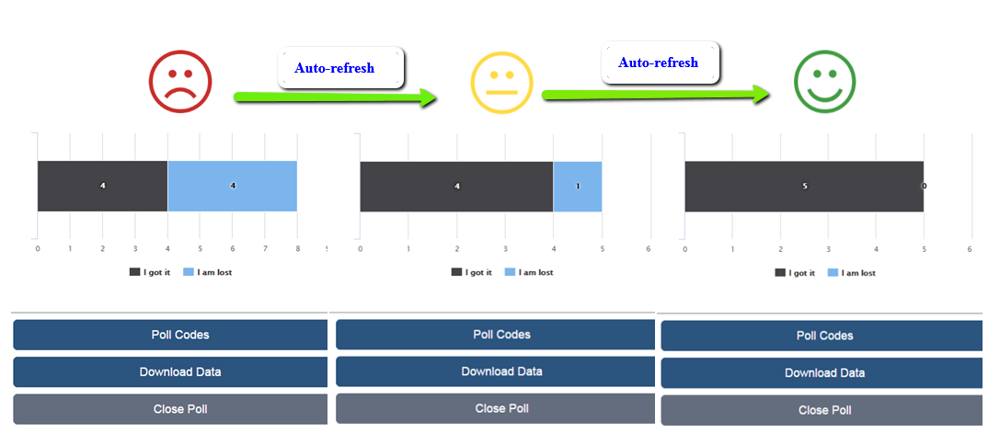 Auto-refresh
Auto-refresh
4 4
0 1 2 3 4 5 6 7 8
I got it I am lost
4 1
0 1 2 3 4 5 6
I got it I am lost
5 0
0 1 2 3 4 5 6
I got it I am lost
Poll Codes
Download Data
Close Poll
Poll Codes
Download Data
Close Poll
Poll Codes
Download Data
Close Poll